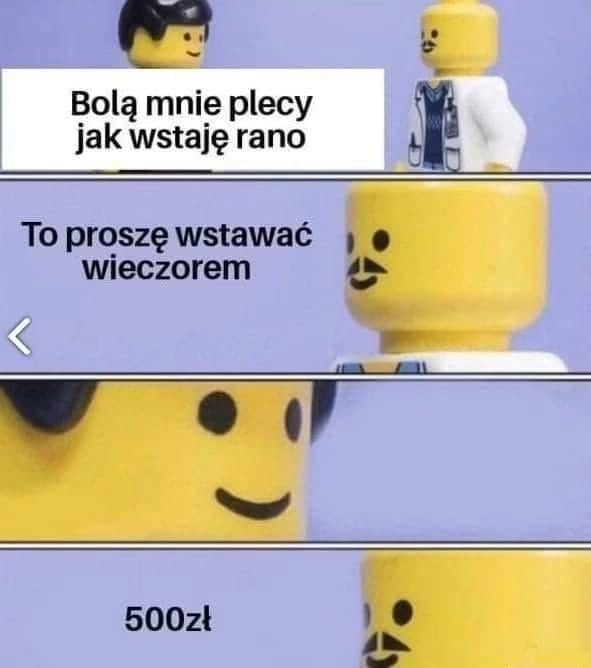 Bolą mnie plecy
jak wstaję rano
To proszę wstawać
wieczorem
500zł